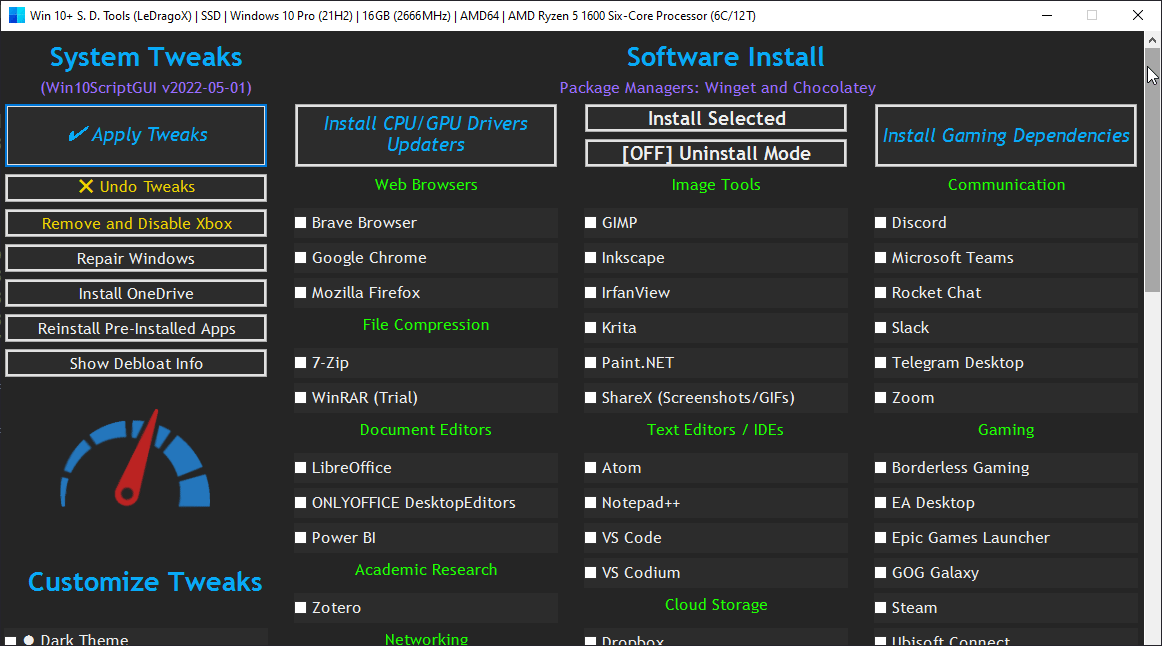 Win 10+ S. D. Tools (LeDragoX) | SSD | Windows 10 Pro (21H2) | 16GB (2666MHz) | AMD64 | AMD Ryzen 5 1600 Six-Core Processor (6C/12T)
System Tweaks
(Win10ScriptGUI v2022-05-01)
✔ Apply Tweaks
❌ Undo Tweaks
Remove and Disable Xbox
Repair Windows
Install OneDrive
Reinstall Pre-Installed Apps
Show Debloat Info
Customize Tweaks
Dark Theme
Software Install
Package Managers: Winget and Chocolatey
Install CPU/GPU Drivers
Updaters
Web Browsers
Brave Browser
Google Chrome
Mozilla Firefox
File Compression
7-Zip
WinRAR (Trial)
Document Editors
LibreOffice
ONLYOFFICE DesktopEditors
Power BI
Academic Research
Zotero
Networking
Install Selected
[OFF] Uninstall Mode
Image Tools
GIMP
Inkscape
IrfanView
Krita
Paint.NET
ShareX (Screenshots/GIFs)
Text Editors / IDEs
Atom
Notepad++
VS Code
VS Codium
Cloud Storage
Dropbox
Install Gaming Dependencies
Communication
Discord
Microsoft Teams
Rocket Chat
Slack
Telegram Desktop
Zoom
Gaming
Borderless Gaming
EA Desktop
Epic Games Launcher
GOG Galaxy
Steam
Ubisoft Connect